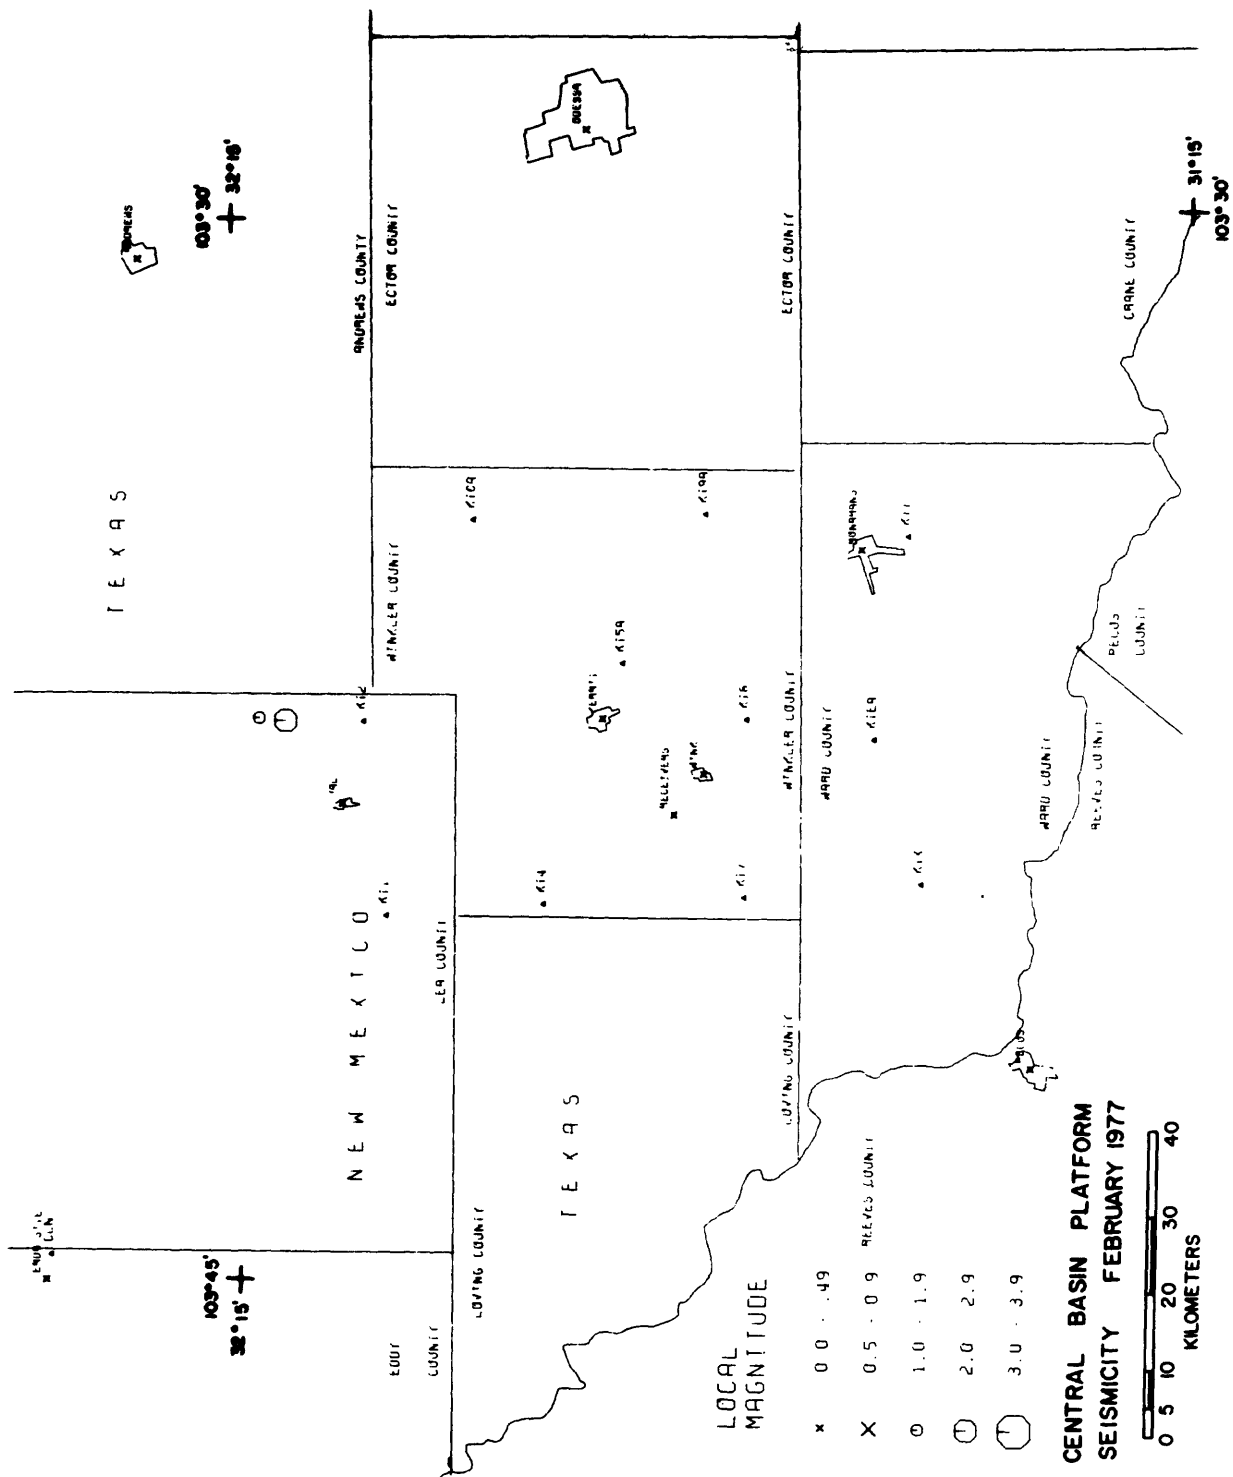 TEXAS
ANDREWS
103°30'
32°15'
ODESSA
ANDREWS COUNTY
ECTOR COUNTY
ECTOR COUNTY
CRANE COUNTY
31°15'
103°30'
WINKLER COUNTY
WINKLER COUNTY
WARD COUNTY
WARD COUNTY
REEVES COUNTY
PECOS
COUNTY
MONAHANS
KERMIT
WINK
RECEIVERS
NEW MEXICO
LEA COUNTY
TEXAS
LOVING COUNTY
LOVING COUNTY
REEVES COUNTY
EDDY
COUNTY
103°45'
32°15'
LOCAL
MAGNITUDE
0.0 - .49
0.5 - 0.9
1.0 - 1.9
2.0 - 2.9
3.0 - 3.9
CENTRAL BASIN PLATFORM
SEISMICITY FEBRUARY 1977
0 5 10 20 30 40
KILOMETERS